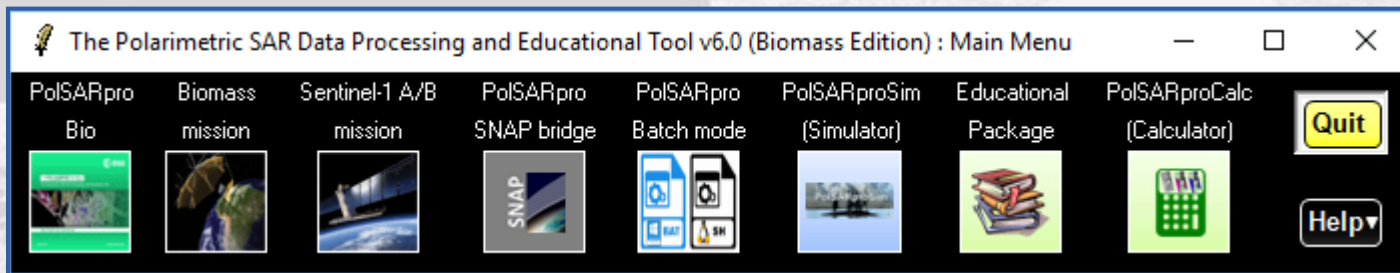 The Polarimetric SAR Data Processing and Educational Tool v6.0 (Biomass Edition) : Main Menu
PolSARpro Biomass Sentinel-1 A/B PolSARpro PolSARpro PolSARproSim Educational PolSARproCalc
Bio mission mission SNAP bridge Batch mode (Simulator) Package (Calculator)
Quit
esa
SNAP
PolSARproSim
BAT SH
Help